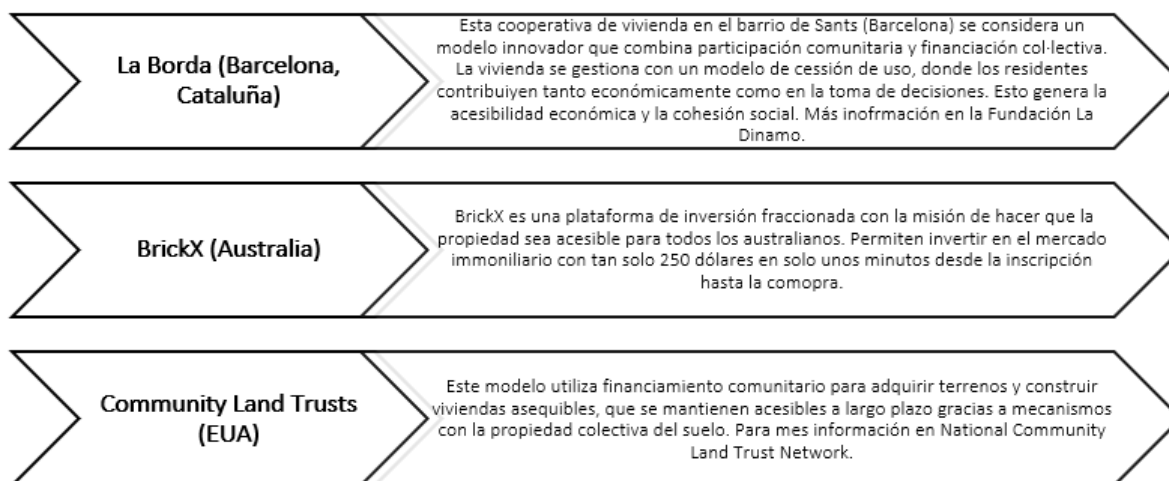 La Borda (Barcelona,
Cataluña)
Esta cooperativa de vivienda en el barrio de Sants (Barcelona) se considera un
modelo innovador que combina participación comunitaria y financiación col·lectiva.
La vivienda se gestiona con un modelo de cessión de uso, donde los residentes
contribuiyen tanto económicamente como en la toma de decisiones. Esto genera la
acesibilidad económica y la cohesión social. Más inofrmación en la Fundación La
Dinamo.
BrickX (Australia)
BrickX es una plataforma de inversión fraccionada con la misión de hacer que la
propiedad sea acesible para todos los australianos. Permiten invertir en el mercado
immoniliario con tan solo 250 dólares en solo unos minutos desde la inscripción
hasta la comopra.
Community Land Trusts
(EUA)
Este modelo utiliza financiamiento comunitario para adquirir terrenos y construir
viviendas asequibles, que se mantienen acesibles a largo plazo gracias a mecanismos
con la propiedad colectiva del suelo. Para mes información en National Community
Land Trust Network.